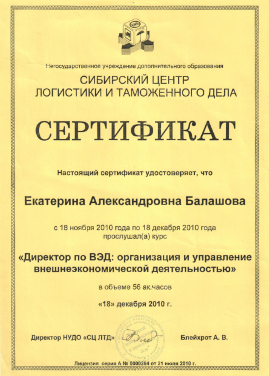 Негосударственное учреждение дополнительного образования
СИБИРСКИЙ ЦЕНТР
ЛОГИСТИКИ И ТАМОЖЕННОГО ДЕЛА
СЕРТИФИКАТ
Настоящий сертификат удостоверяет, что
Екатерина Александровна Балашова
с 18 ноября 2010 года по 18 декабря 2010 года
прослушал(а) курс
«Директор по ВЭД: организация и управление
внешнеэкономической деятельностью»
в объеме 56 ак.часов
«18» декабря 2010 г.
Директор НУДО «СЦ ЛТД»
Блейхрот А. В.
Лицензия серия А № 0000264 от 21 июля 2010 г.